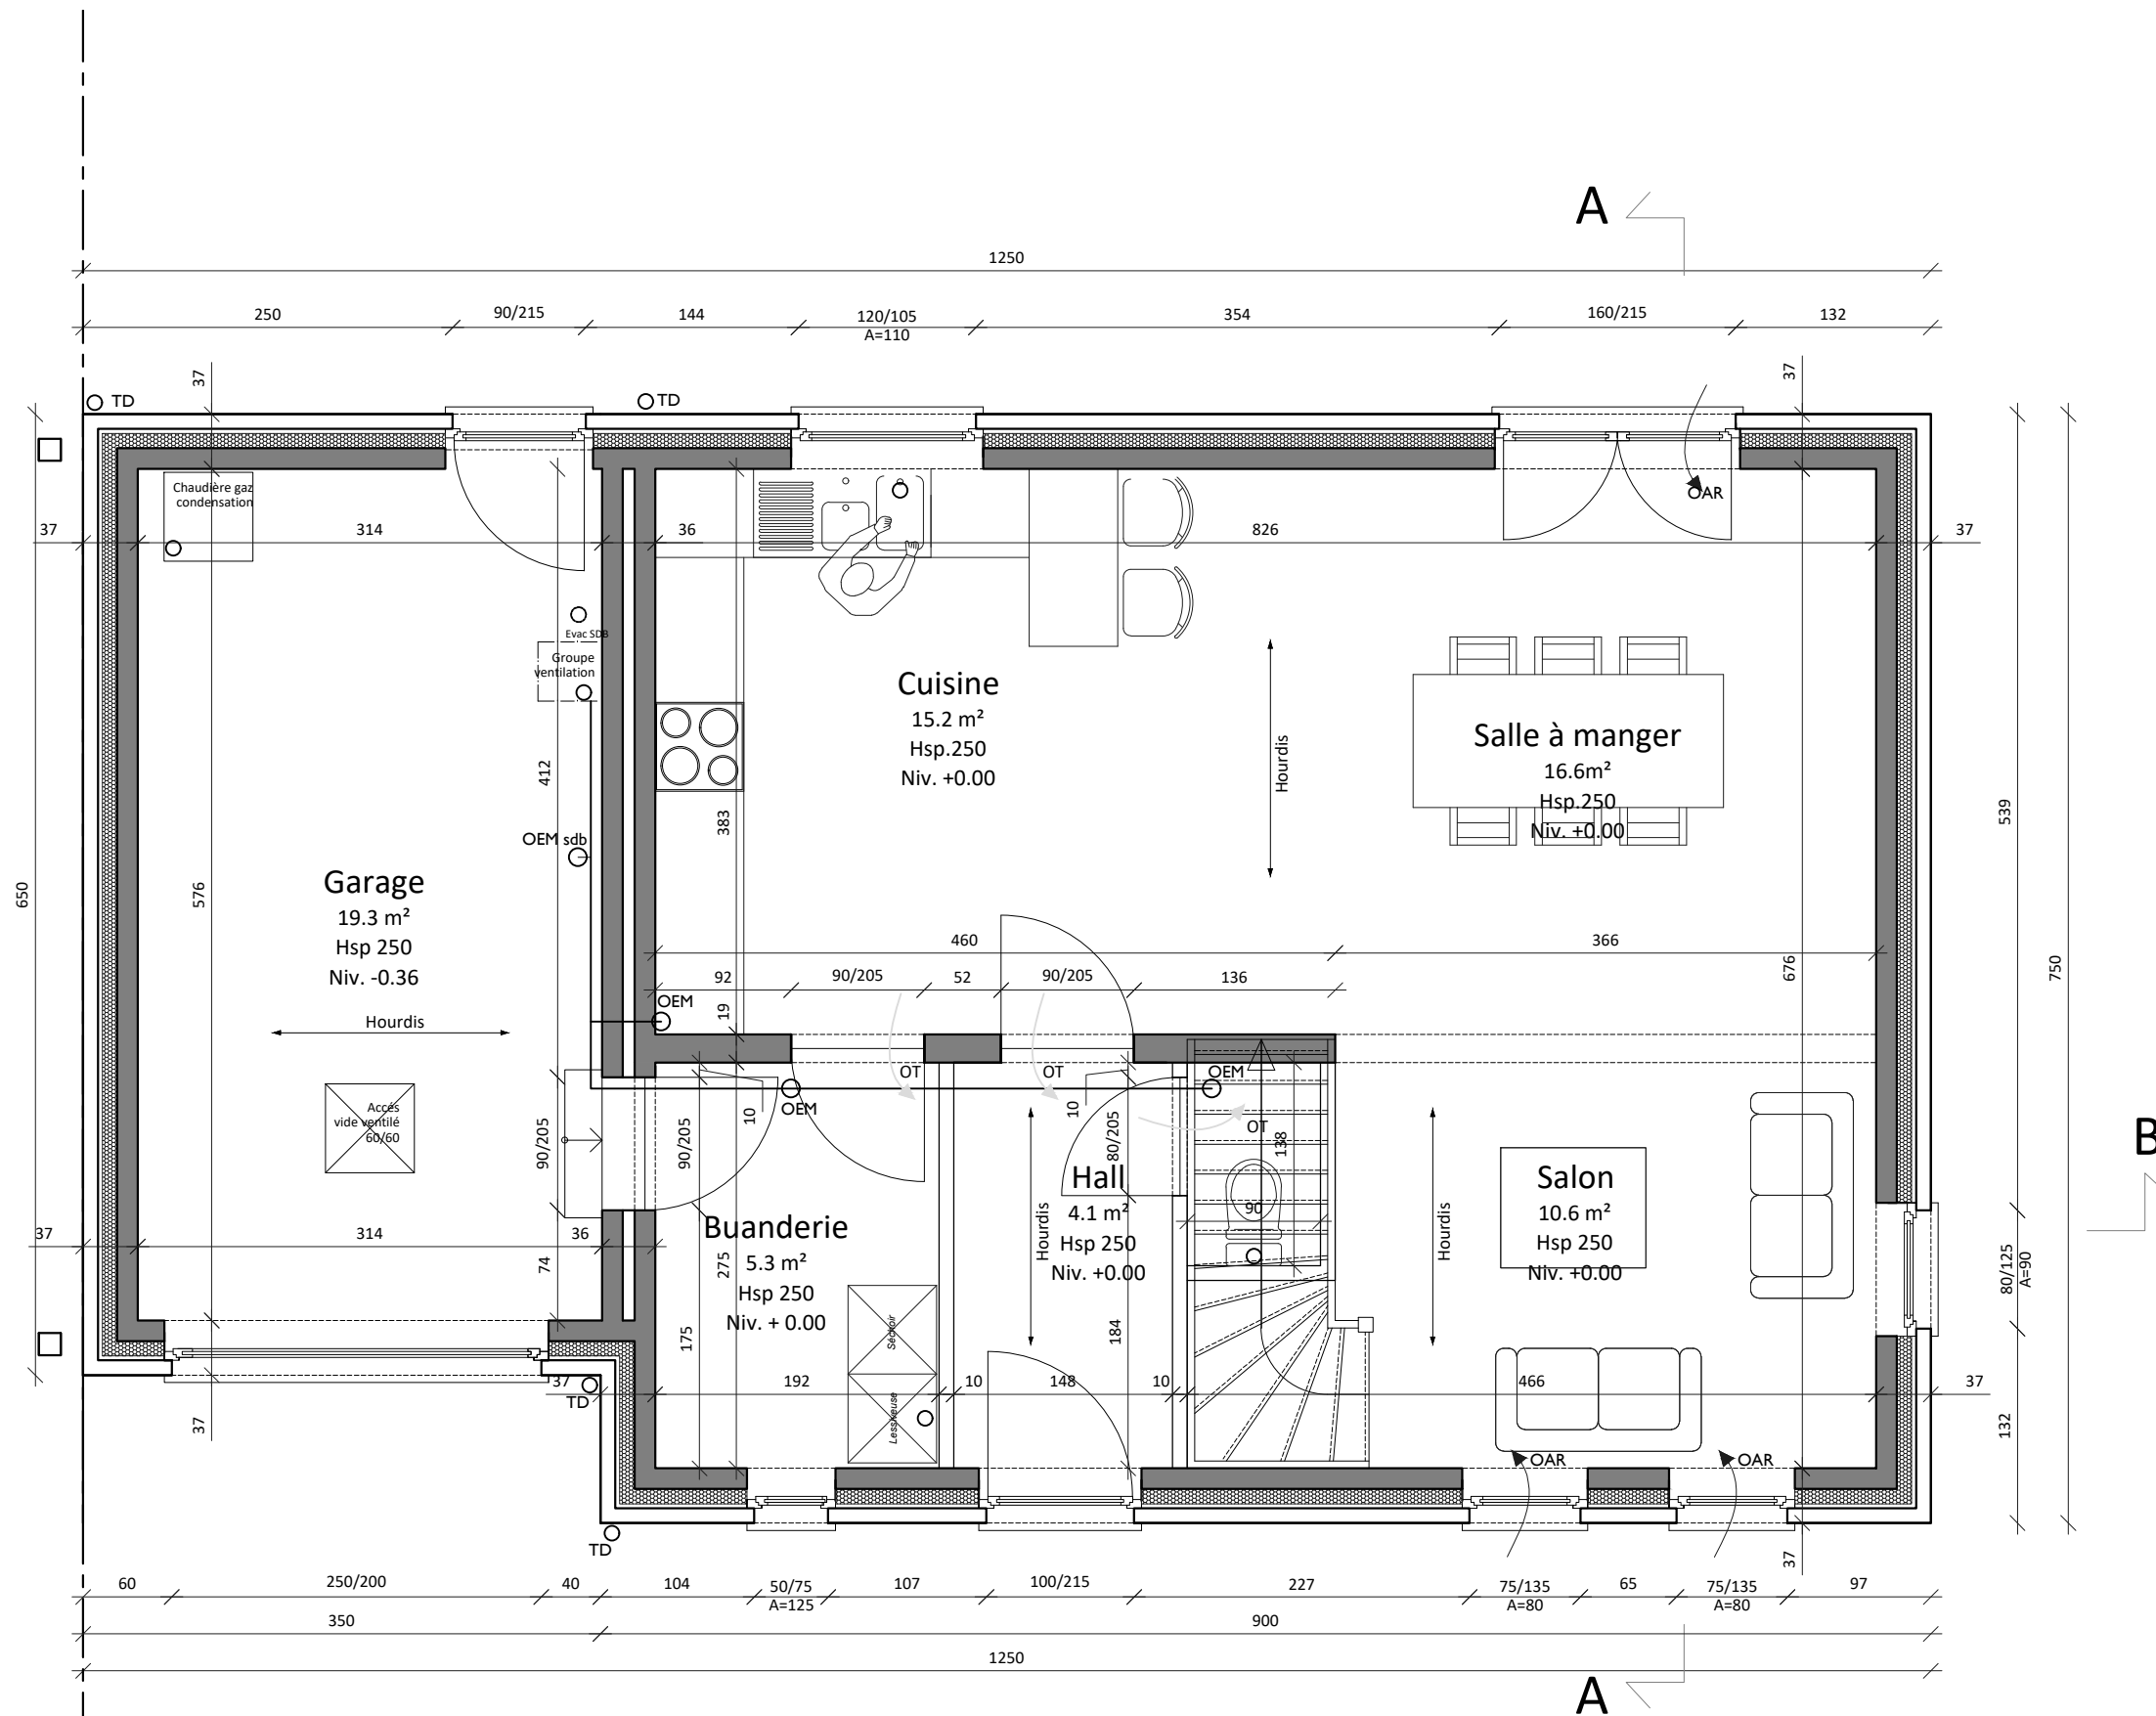 A
1250
250
90/215
144
120/105
A=110
354
160/215
132
37
37
TD
TD
Chaudière gaz
condensation
OAR
37
314
36
826
37
Evac SDB
Groupe
ventilation
Cuisine
15.2 m²
Hsp.250
Niv. +0.00
Hourdis
Salle à manger
16.6m²
Hsp.250
Niv. +0.00
412
383
539
OEM sdb
Garage
19.3 m²
Hsp 250
Niv. -0.36
Hourdis
650
576
460
366
676
750
92
90/205
52
90/205
136
OEM
19
OT
OT
OEM
OEM
10
10
Accés
vide ventilé
60/60
90/205
90/205
80/205
OT
138
B
Buanderie
5.3 m²
Hsp 250
Niv. + 0.00
Hall
4.1 m²
Hsp 250
Niv. +0.00
Hourdis
90
Hourdis
Salon
10.6 m²
Hsp 250
Niv. +0.00
37
314
36
74
275
175
184
80/125
A=90
Séchoir
Lessiveuse
37
TD
192
10
148
10
466
37
37
132
OAR
OAR
TD
37
60
250/200
40
104
50/75
A=125
107
100/215
227
75/135
A=80
65
75/135
A=80
97
350
900
1250
A